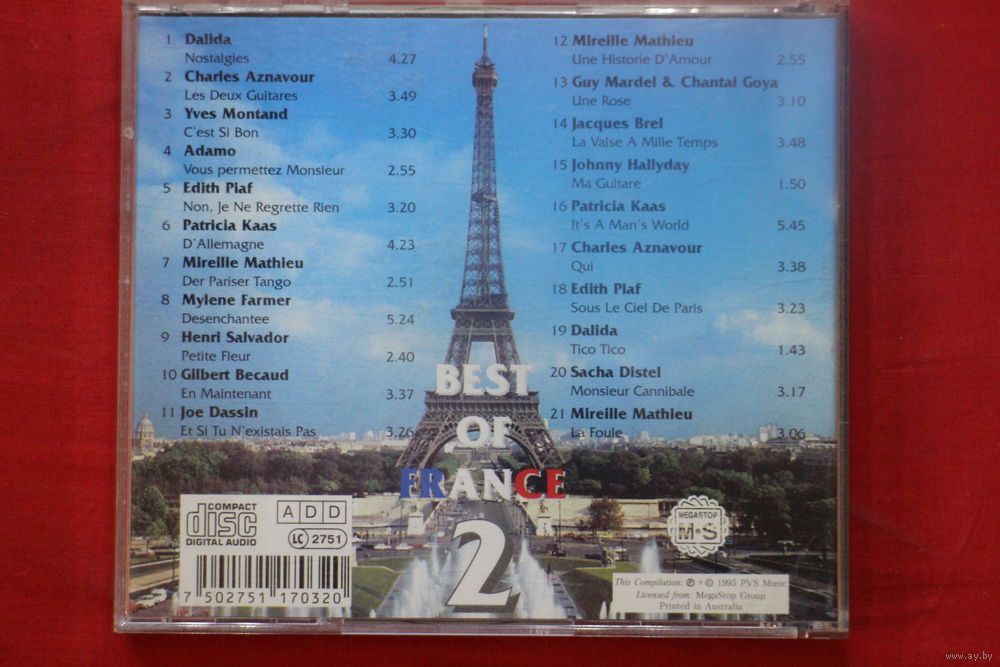 1 Dalida
Nostalgies 4.27
2 Charles Aznavour
Les Deux Guitares 3.49
3 Yves Montand
C'est Si Bon 3.30
4 Adamo
Vous permettez Monsieur 2.55
5 Edith Piaf
Non, Je Ne Regrette Rien 3.20
6 Patricia Kaas
D'Allemagne 4.23
7 Mireille Mathieu
Der Pariser Tango 2.51
8 Mylene Farmer
Desenchantee 5.24
9 Henri Salvador
Petite Fleur 2.40
10 Gilbert Becaud
En Maintenant 3.37
11 Joe Dassin
Et Si Tu N'existais Pas 3.26
12 Mireille Mathieu
Une Historie D'Amour 2.55
13 Guy Mardel & Chantal Goya
Une Rose 3.10
14 Jacques Brel
La Valse A Mille Temps 3.48
15 Johnny Hallyday
Ma Guitare 1.50
16 Patricia Kaas
It's A Man's World 5.45
17 Charles Aznavour
Qui 3.38
18 Edith Piaf
Sous Le Ciel De Paris 3.23
19 Dalida
Tico Tico 1.43
20 Sacha Distel
Monsieur Cannibale 3.17
21 Mireille Mathieu
La Foule 3.06
BEST
OF
FRANCE
2
COMPACT
disc
DIGITAL AUDIO
ADD
LC 2751
7 502751 170320
MEGASTOP
M·S
This Compilation: ℗ + © 1995 PVS Music
Licensed from: MegaStop Group
Printed in Australia
www.ay.by